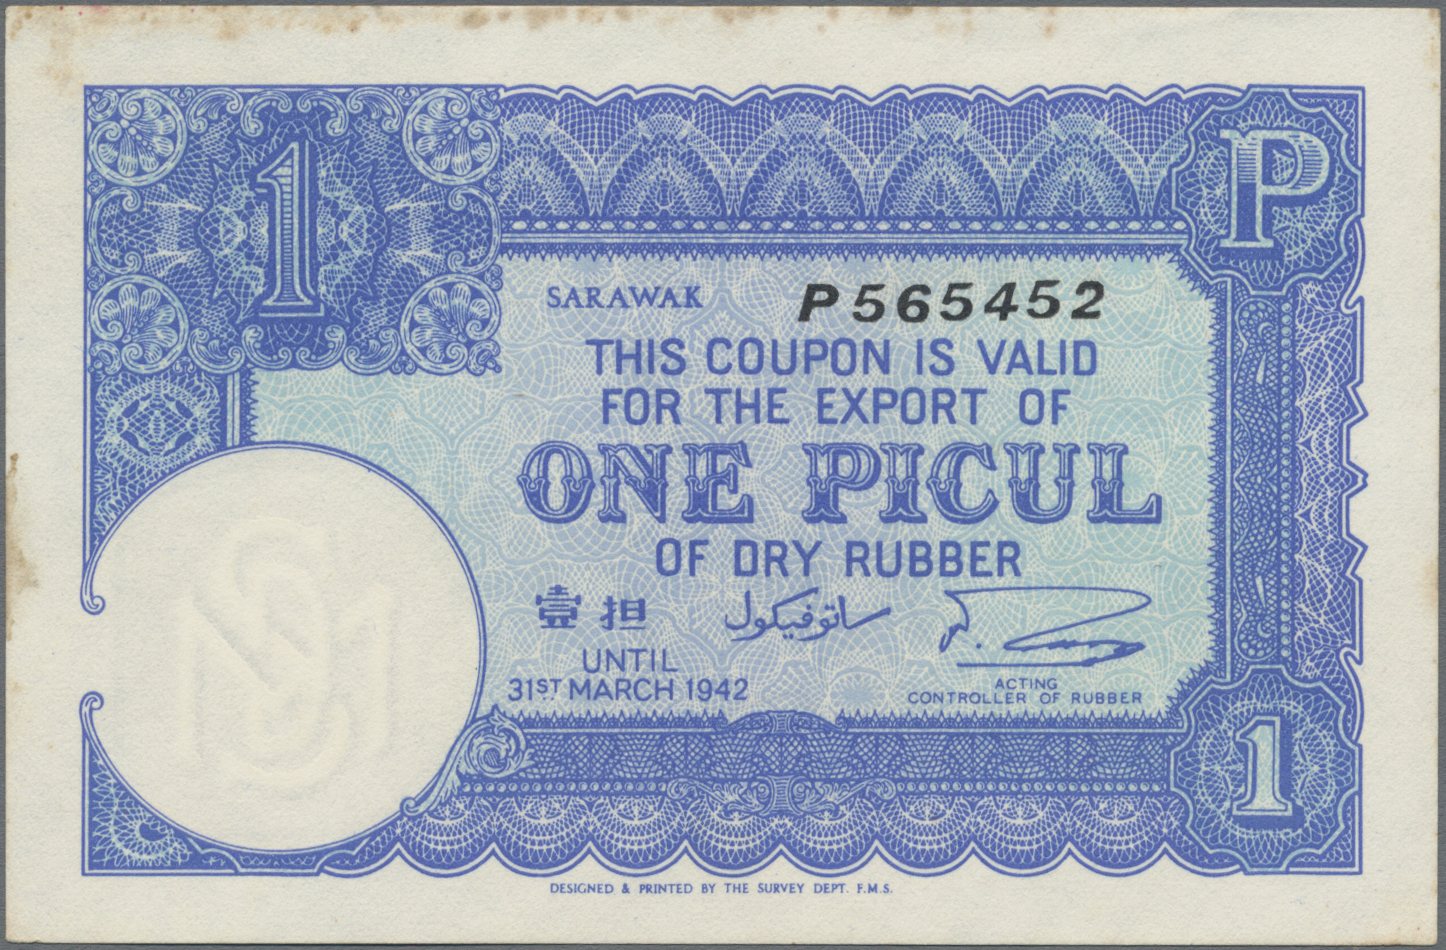 1
P
SARAWAK
P565452
THIS COUPON IS VALID
FOR THE EXPORT OF
ONE PICUL
OF DRY RUBBER
壹担
ساتوفيكول
UNTIL
31ST MARCH 1942
ACTING
CONTROLLER OF RUBBER
1
DESIGNED & PRINTED BY THE SURVEY DEPT. F.M.S.